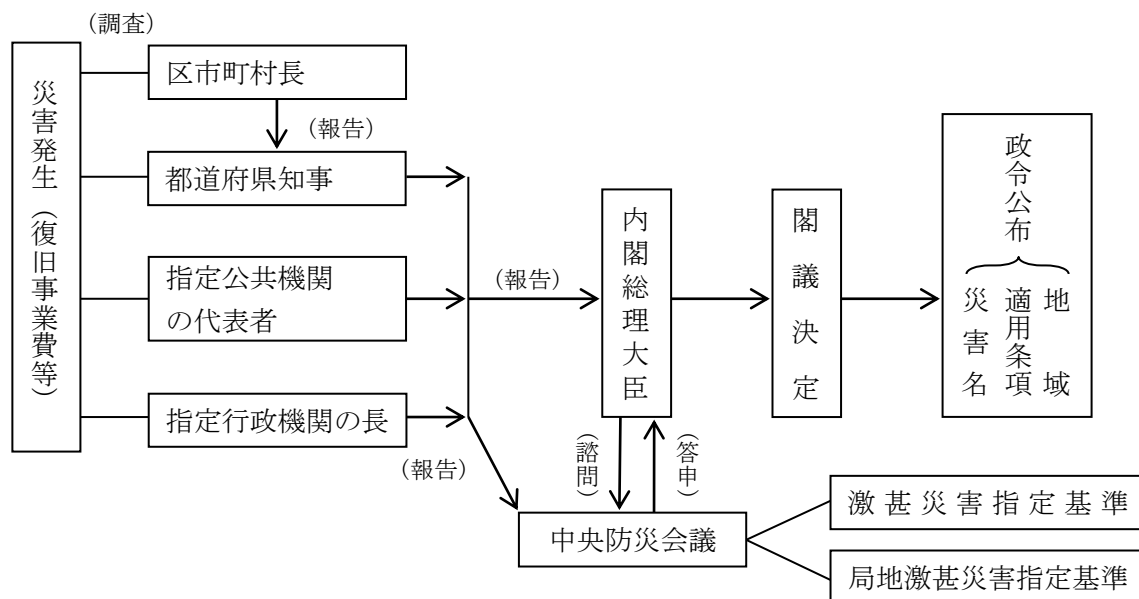 （調査）
災害発生（復旧事業費等）
区市町村長
（報告）
都道府県知事
指定公共機関
の代表者
指定行政機関の長
（報告）
（報告）
内閣総理大臣
閣議決定
政令公布
災害名
適用条項
地域
（諮問）
（答申）
中央防災会議
激甚災害指定基準
局地激甚災害指定基準